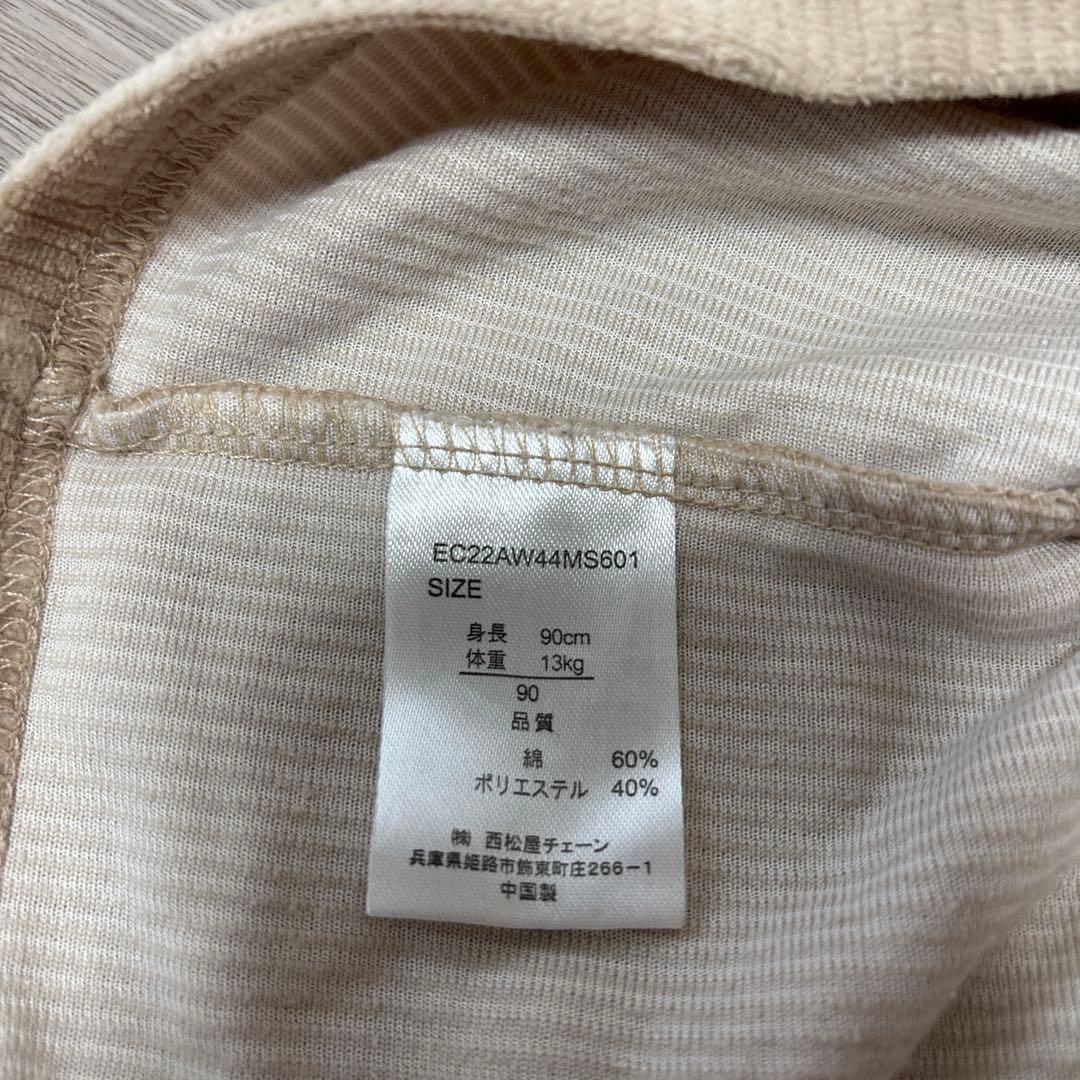 EC22AW44MS601
SIZE
身長 90cm
体重 13kg
90
品質
綿 60%
ポリエステル 40%
㈱ 西松屋チェーン
兵庫県姫路市飾東町庄266-1
中国製